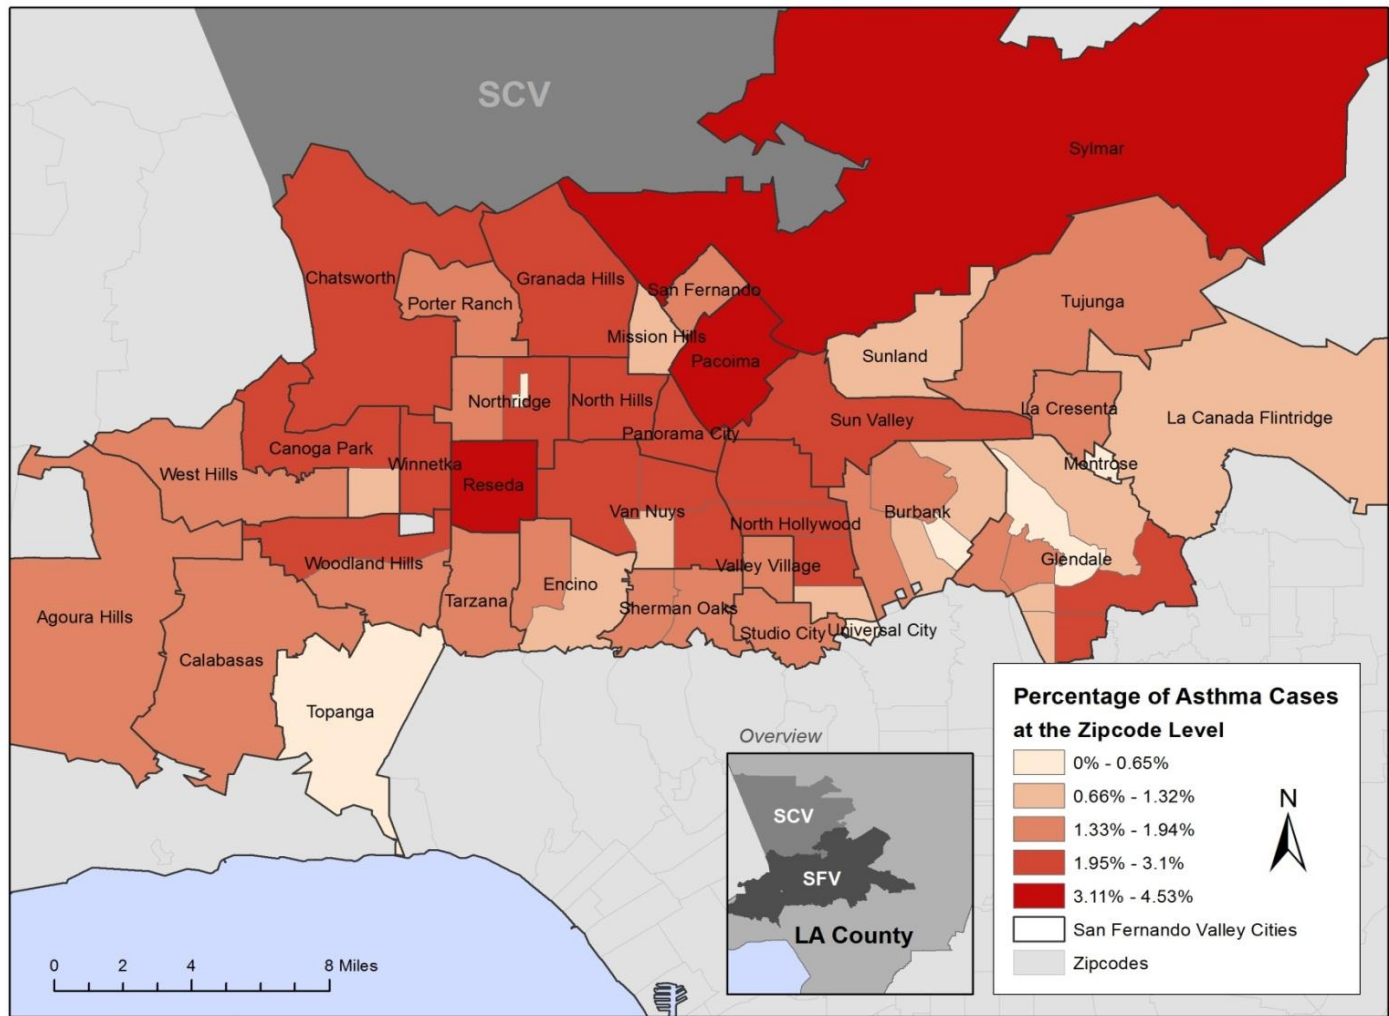 SCV
Sylmar
Chatsworth
Granada Hills
San Fernando
Porter Ranch
Tujunga
Mission Hills
Sunland
Pacoima
Northridge
North Hills
La Cresenta
La Canada Flintridge
Sun Valley
Panorama City
Canoga Park
Winnetka
Montrose
West Hills
Reseda
Van Nuys
Burbank
North Hollywood
Woodland Hills
Valley Village
Glendale
Encino
Tarzana
Sherman Oaks
Agoura Hills
Studio City
Universal City
Calabasas
Topanga
Percentage of Asthma Cases
at the Zipcode Level
0% - 0.65%
0.66% - 1.32%
1.33% - 1.94%
1.95% - 3.1%
3.11% - 4.53%
San Fernando Valley Cities
Zipcodes
N
Overview
SCV
SFV
LA County
0 2 4 8 Miles